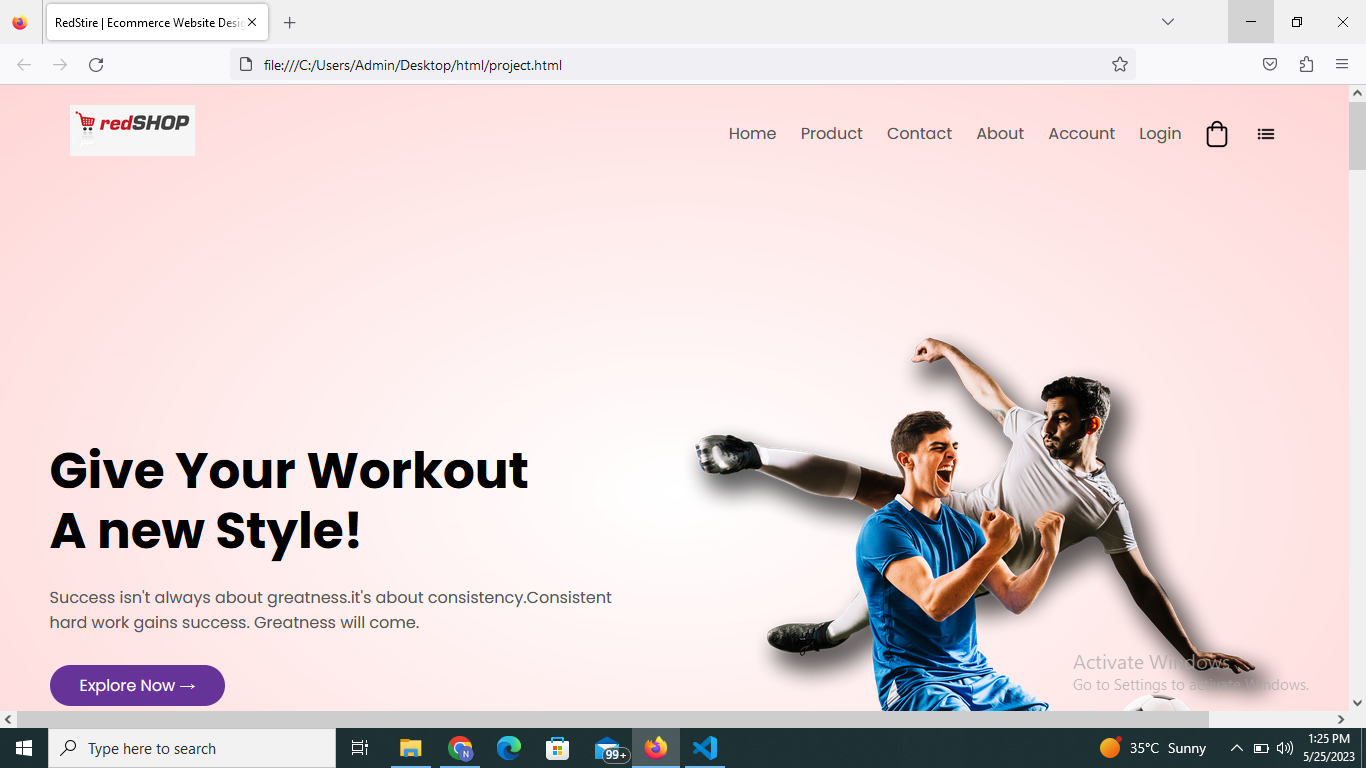 RedStire | Ecommerce Website Desig
file:///C:/Users/Admin/Desktop/html/project.html
redSHOP
Home Product Contact About Account Login
Give Your Workout
A new Style!
Success isn't always about greatness.it's about consistency.Consistent
hard work gains success. Greatness will come.
Explore Now →
Activate Windows
Go to Settings to activate Windows.
Type here to search
N
99+
35°C Sunny
1:25 PM
5/25/2023